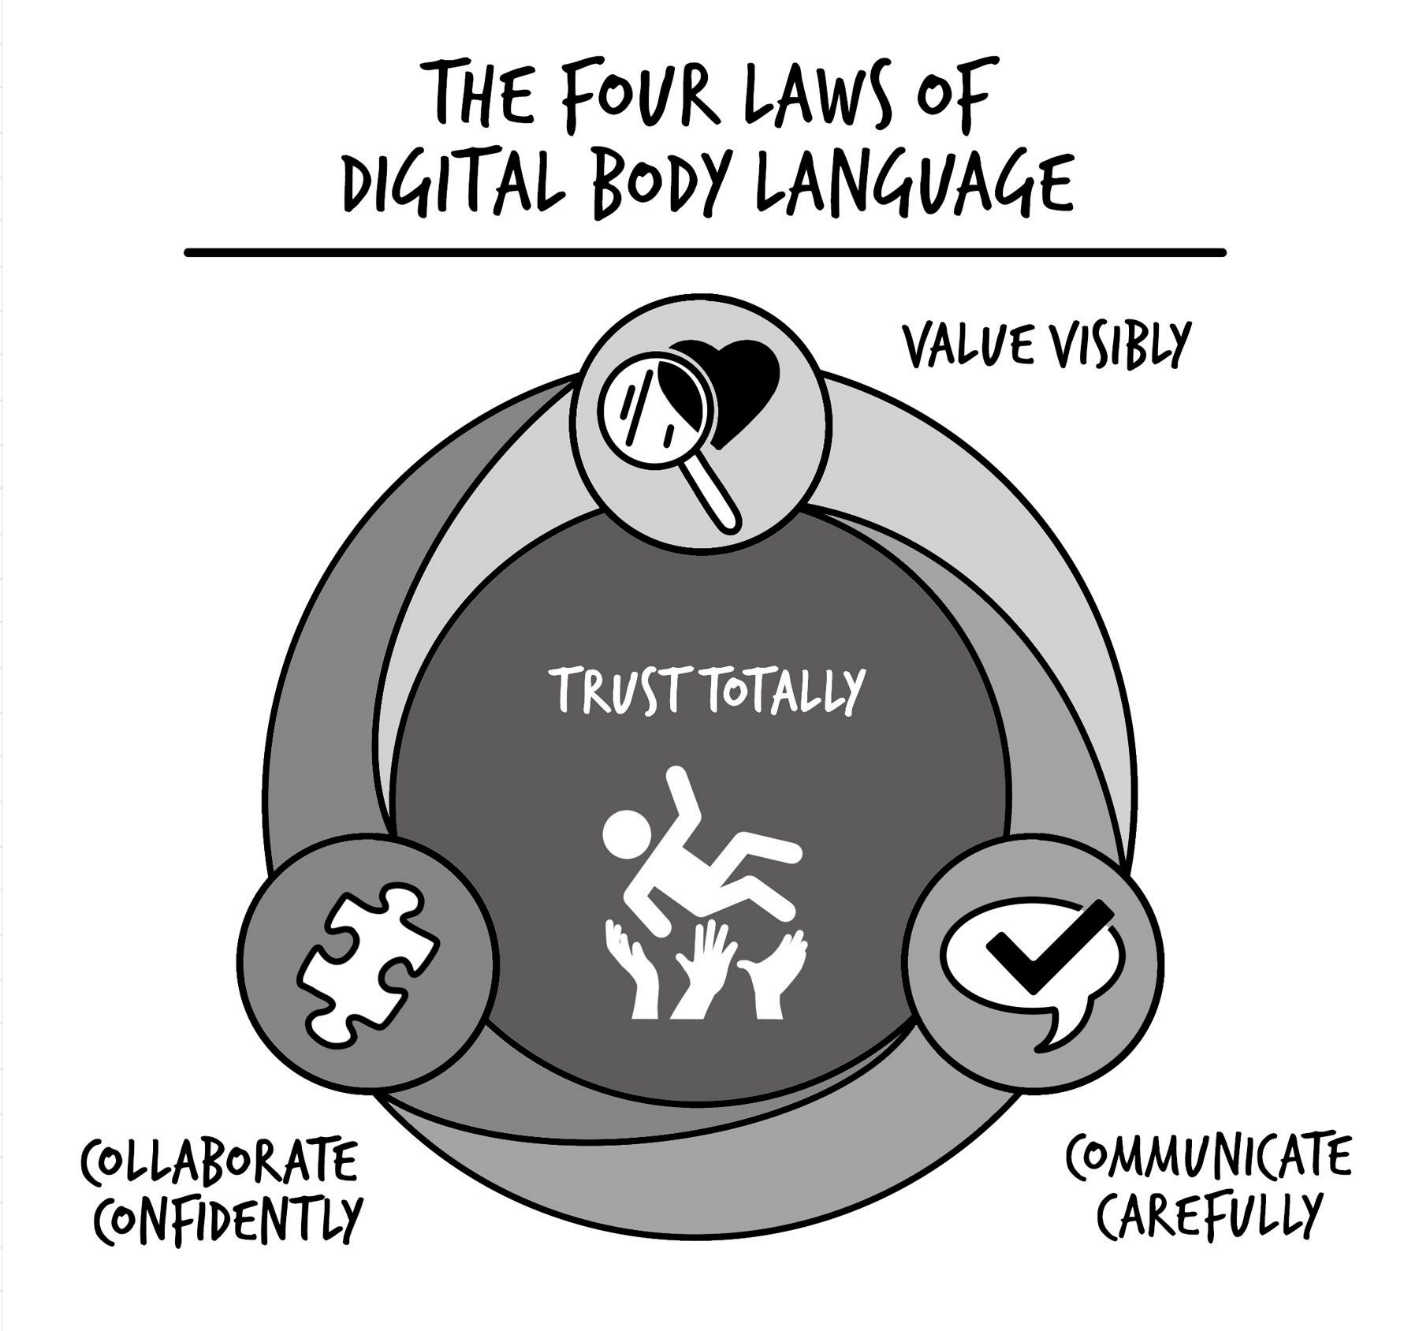 THE FOUR LAWS OF
DIGITAL BODY LANGUAGE
VALUE VISIBLY
TRUST TOTALLY
COLLABORATE
CONFIDENTLY
COMMUNICATE
CAREFULLY